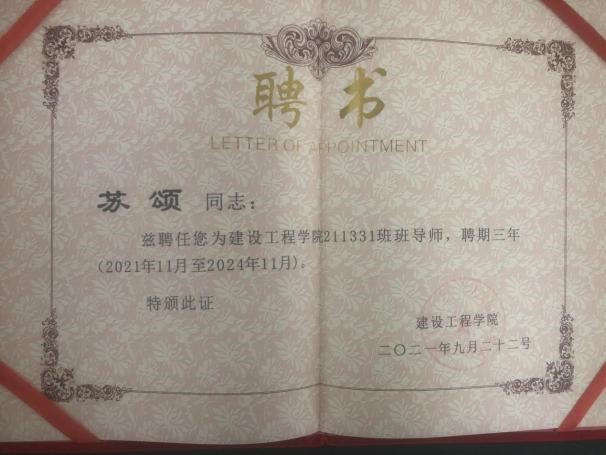 聘书
LETTER OF APPOINTMENT
苏颂 同志：
兹聘任您为建设工程学院211331班班导师，聘期三年
（2021年11月至2024年11月）。
特颁此证
建设工程学院
二〇二一年九月二十二号